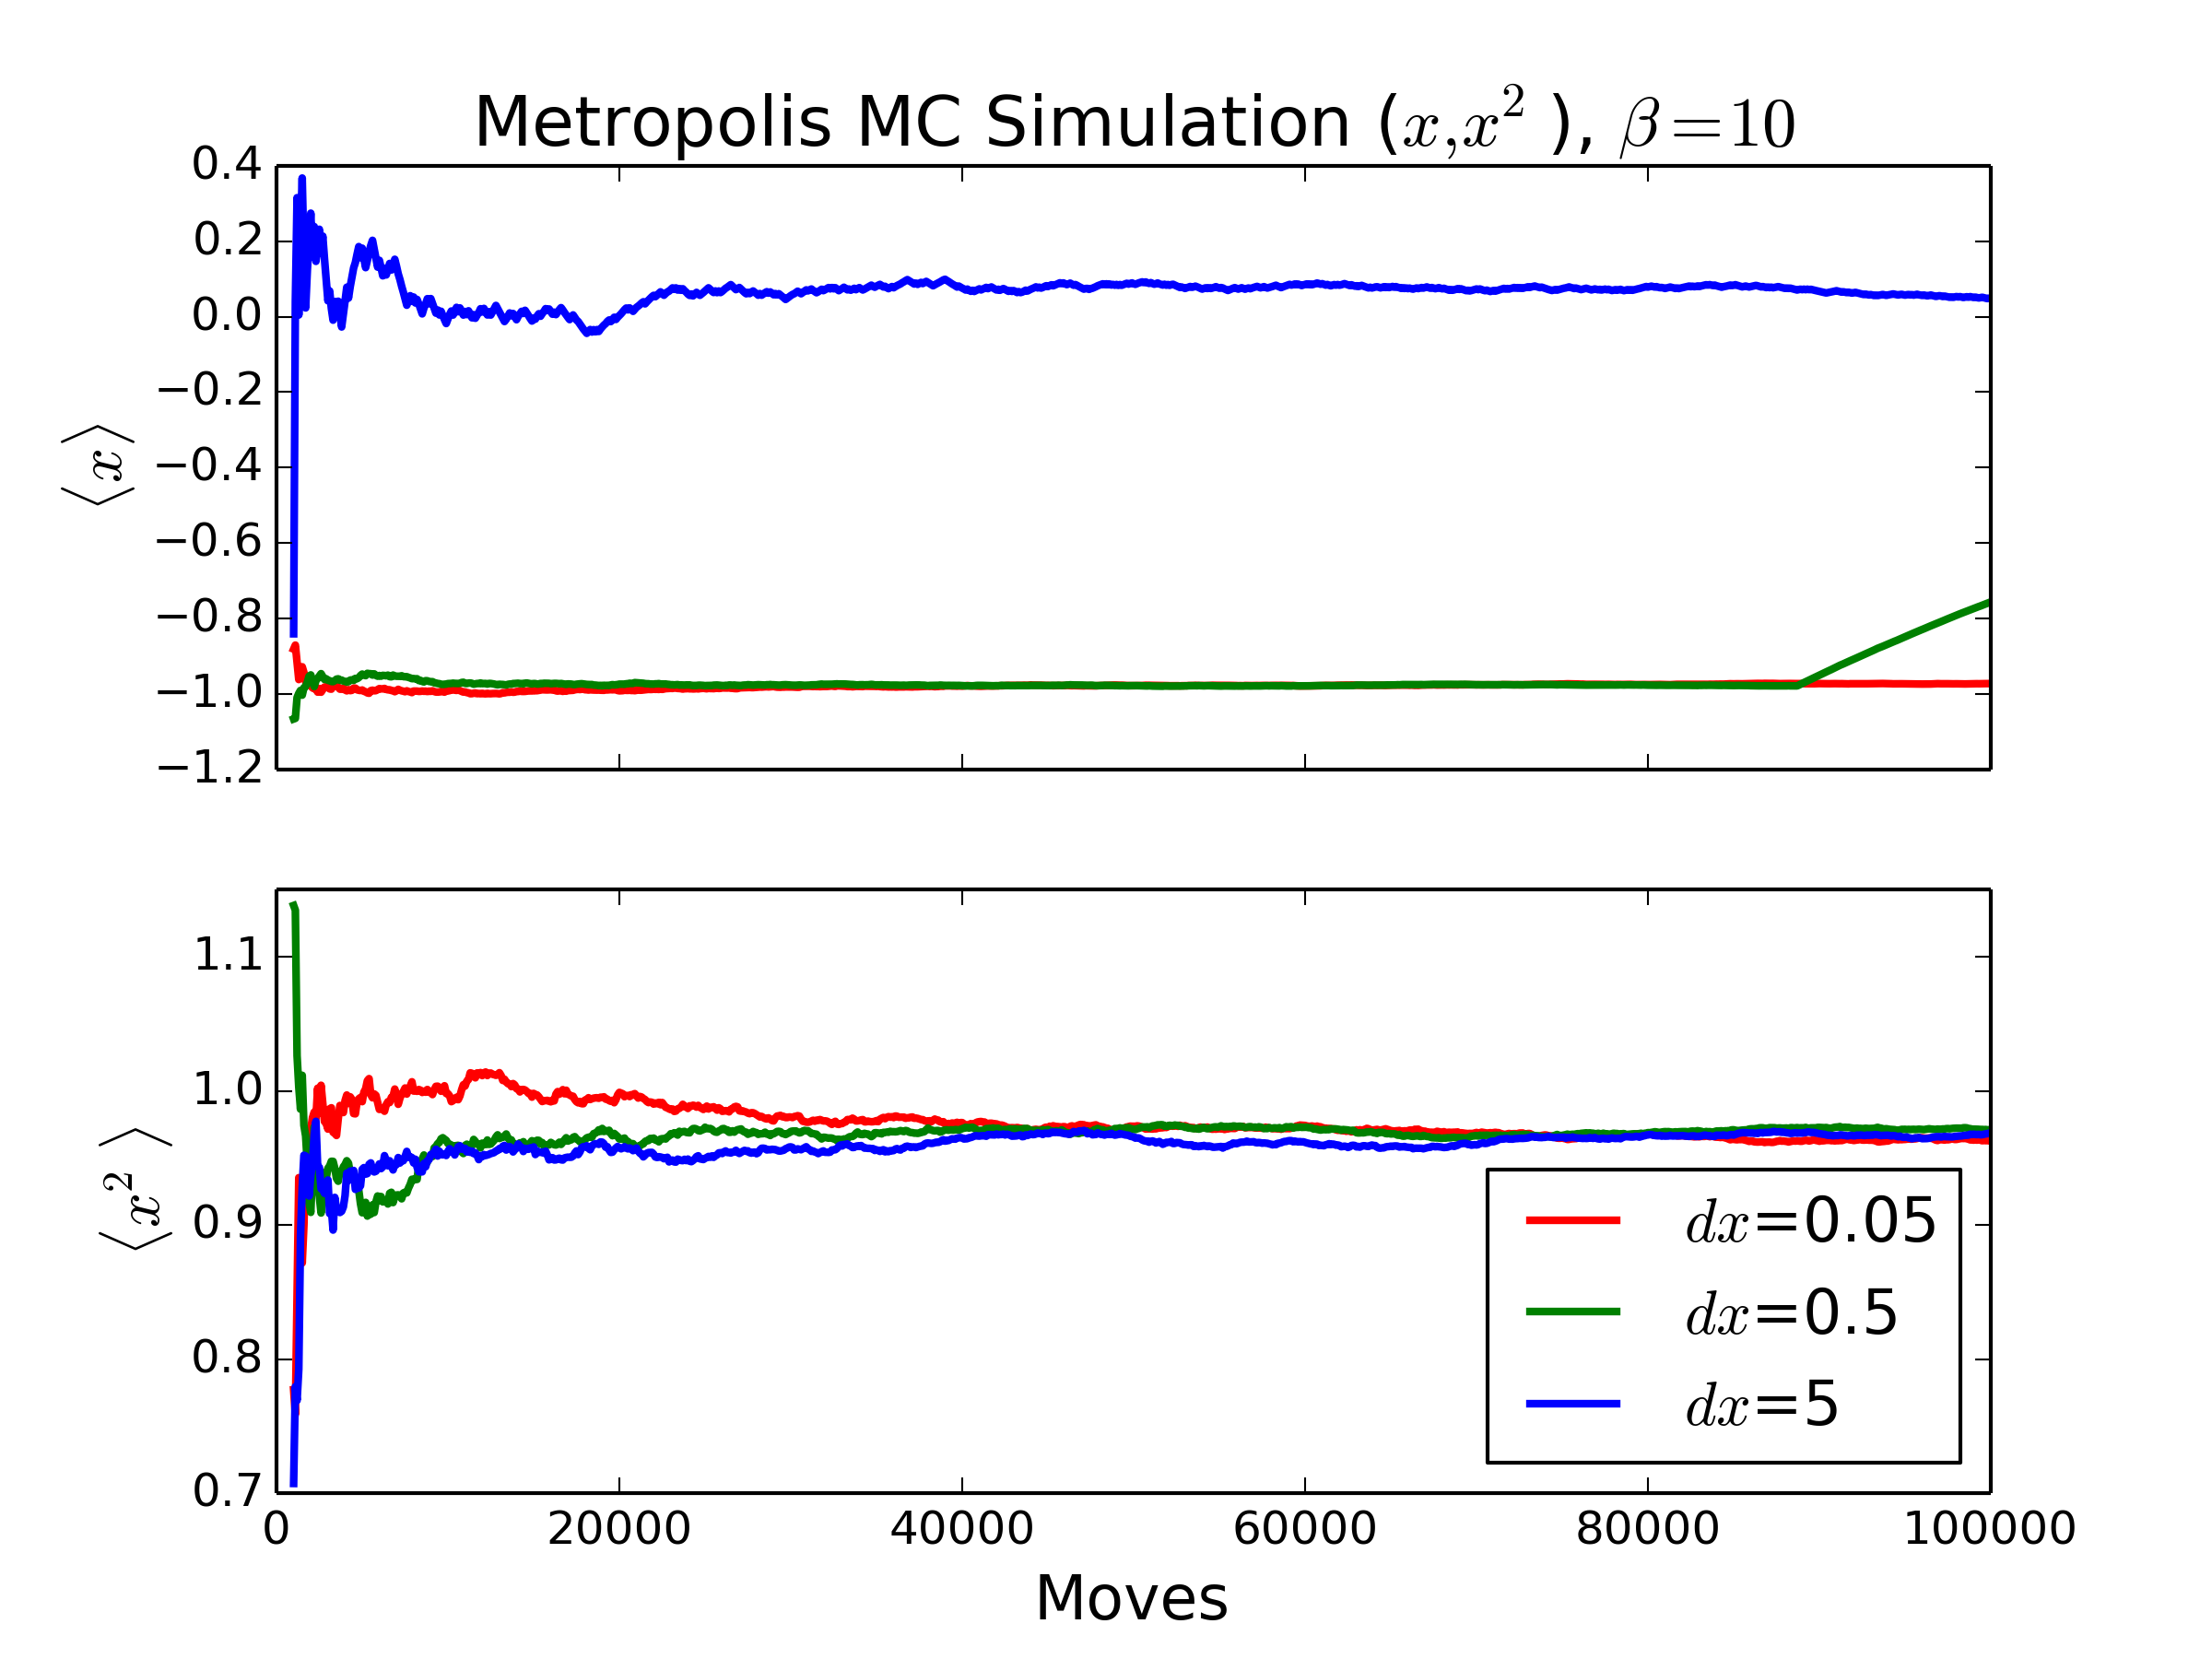 Metropolis MC Simulation (x,x² ), β=10
0.4
0.2
0.0
−0.2
−0.4
−0.6
−0.8
−1.0
−1.2
⟨x⟩
1.1
1.0
0.9
0.8
0.7
⟨x²⟩
dx=0.05
dx=0.5
dx=5
0 20000 40000 60000 80000 100000
Moves